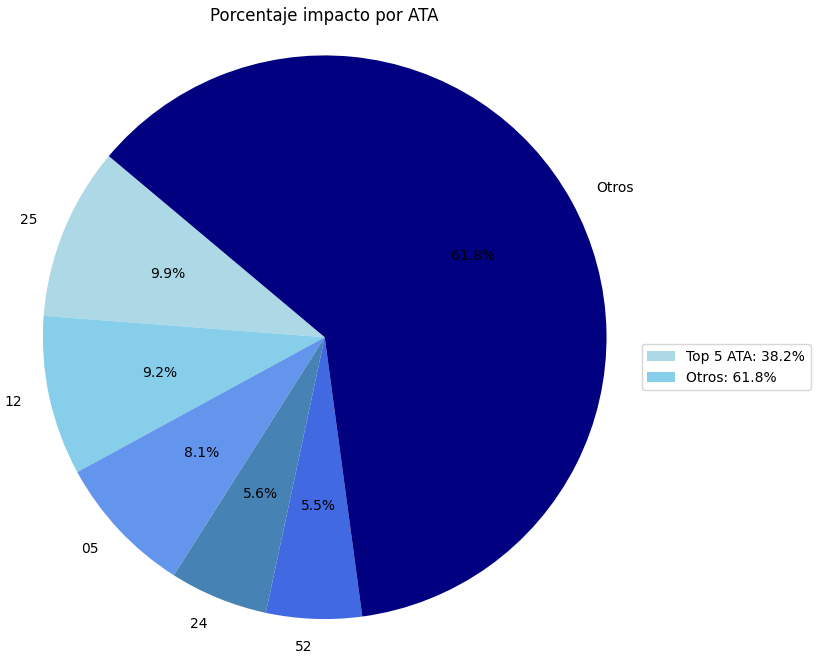 Porcentaje impacto por ATA
Otros
61.8%
25
9.9%
12
9.2%
05
8.1%
24
5.6%
52
5.5%
Top 5 ATA: 38.2%
Otros: 61.8%